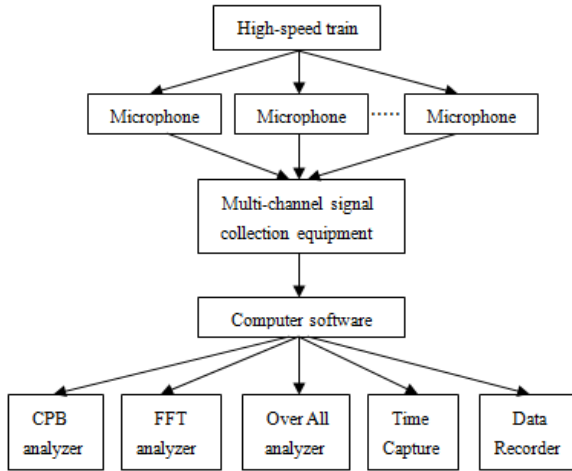 High-speed train
Microphone
Microphone
.....
Microphone
Multi-channel signal
collection equipment
Computer software
CPB
analyzer
FFT
analyzer
Over All
analyzer
Time
Capture
Data
Recorder